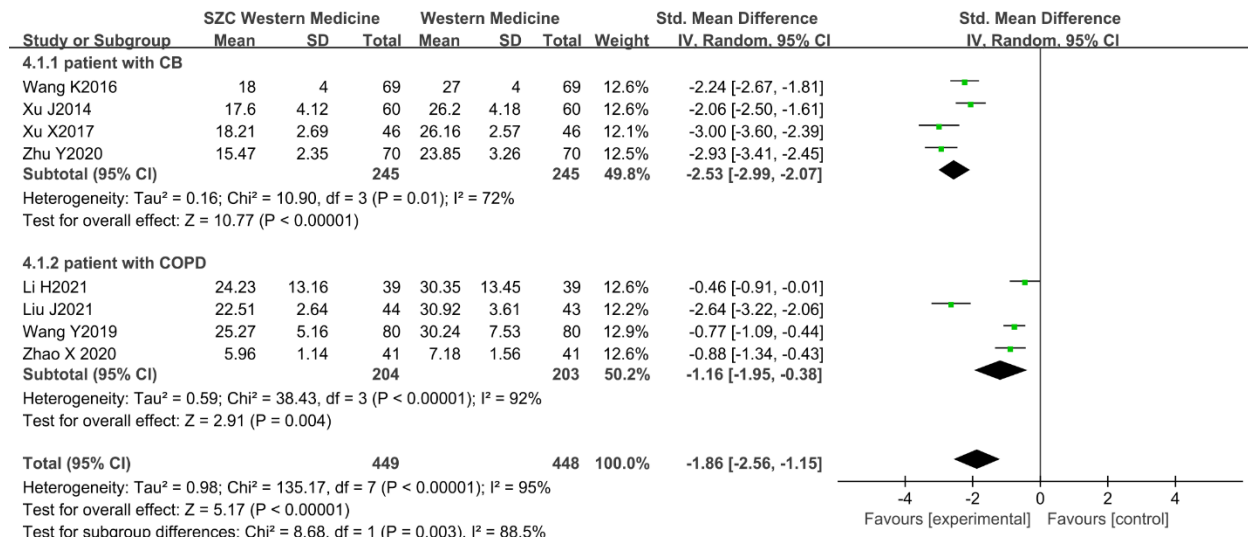 SZC Western Medicine Western Medicine Std. Mean Difference Std. Mean Difference
Study or Subgroup Mean SD Total Mean SD Total Weight IV, Random, 95% CI IV, Random, 95% CI
4.1.1 patient with CB
Wang K2016 18 4 69 27 4 69 12.6% -2.24 [-2.67, -1.81]
Xu J2014 17.6 4.12 60 26.2 4.18 60 12.6% -2.06 [-2.50, -1.61]
Xu X2017 18.21 2.69 46 26.16 2.57 46 12.1% -3.00 [-3.60, -2.39]
Zhu Y2020 15.47 2.35 70 23.85 3.26 70 12.5% -2.93 [-3.41, -2.45]
Subtotal (95% CI) 245 245 49.8% -2.53 [-2.99, -2.07]
Heterogeneity: Tau² = 0.16; Chi² = 10.90, df = 3 (P = 0.01); I² = 72%
Test for overall effect: Z = 10.77 (P < 0.00001)
4.1.2 patient with COPD
Li H2021 24.23 13.16 39 30.35 13.45 39 12.6% -0.46 [-0.91, -0.01]
Liu J2021 22.51 2.64 44 30.92 3.61 43 12.2% -2.64 [-3.22, -2.06]
Wang Y2019 25.27 5.16 80 30.24 7.53 80 12.9% -0.77 [-1.09, -0.44]
Zhao X 2020 5.96 1.14 41 7.18 1.56 41 12.6% -0.88 [-1.34, -0.43]
Subtotal (95% CI) 204 203 50.2% -1.16 [-1.95, -0.38]
Heterogeneity: Tau² = 0.59; Chi² = 38.43, df = 3 (P < 0.00001); I² = 92%
Test for overall effect: Z = 2.91 (P = 0.004)
Total (95% CI) 449 448 100.0% -1.86 [-2.56, -1.15]
Heterogeneity: Tau² = 0.98; Chi² = 135.17, df = 7 (P < 0.00001); I² = 95%
Test for overall effect: Z = 5.17 (P < 0.00001)
Test for subgroup differences: Chi² = 8.68, df = 1 (P = 0.003), I² = 88.5%
-4 -2 0 2 4
Favours [experimental] Favours [control]